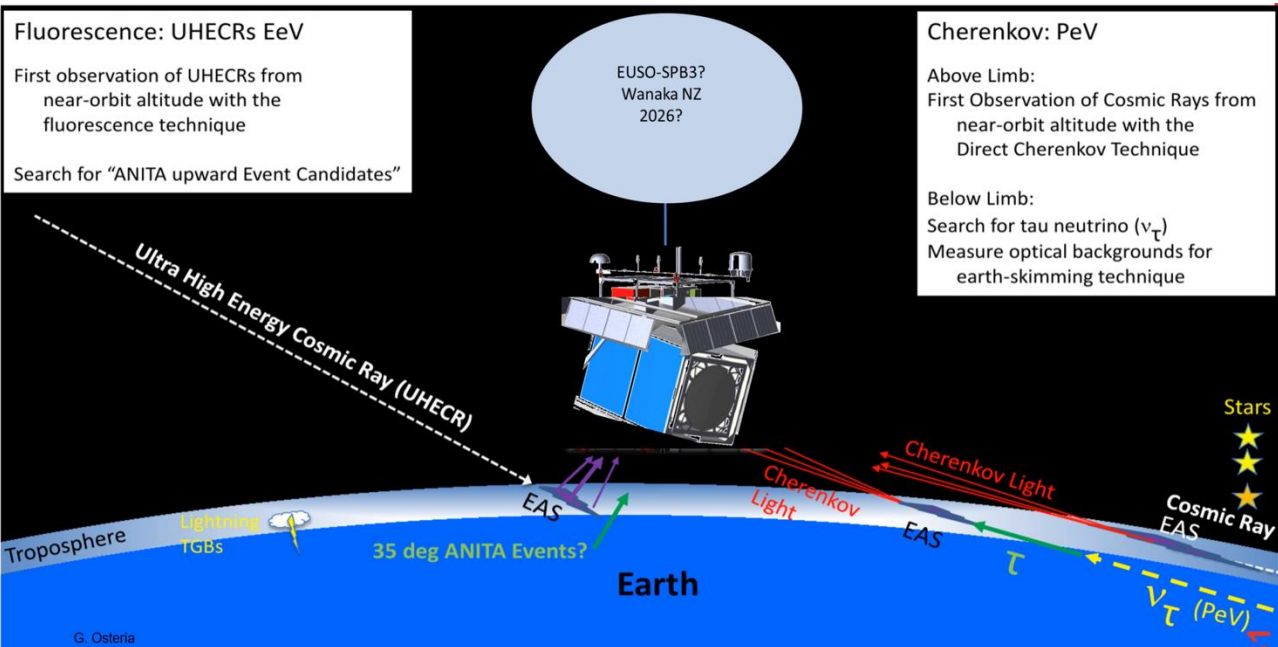 Fluorescence: UHECRs EeV
First observation of UHECRs from
near-orbit altitude with the
fluorescence technique
Search for “ANITA upward Event Candidates”
EUSO-SPB3?
Wanaka NZ
2026?
Cherenkov: PeV
Above Limb:
First Observation of Cosmic Rays from
near-orbit altitude with the
Direct Cherenkov Technique
Below Limb:
Search for tau neutrino (ντ)
Measure optical backgrounds for
earth-skimming technique
Ultra High Energy Cosmic Ray (UHECR)
Stars
Cherenkov Light
Cherenkov
Light
Cosmic Ray
EAS
EAS
EAS
Lightning
TGBs
Troposphere
35 deg ANITA Events?
τ
Earth
ντ (PeV)
G. Osteria